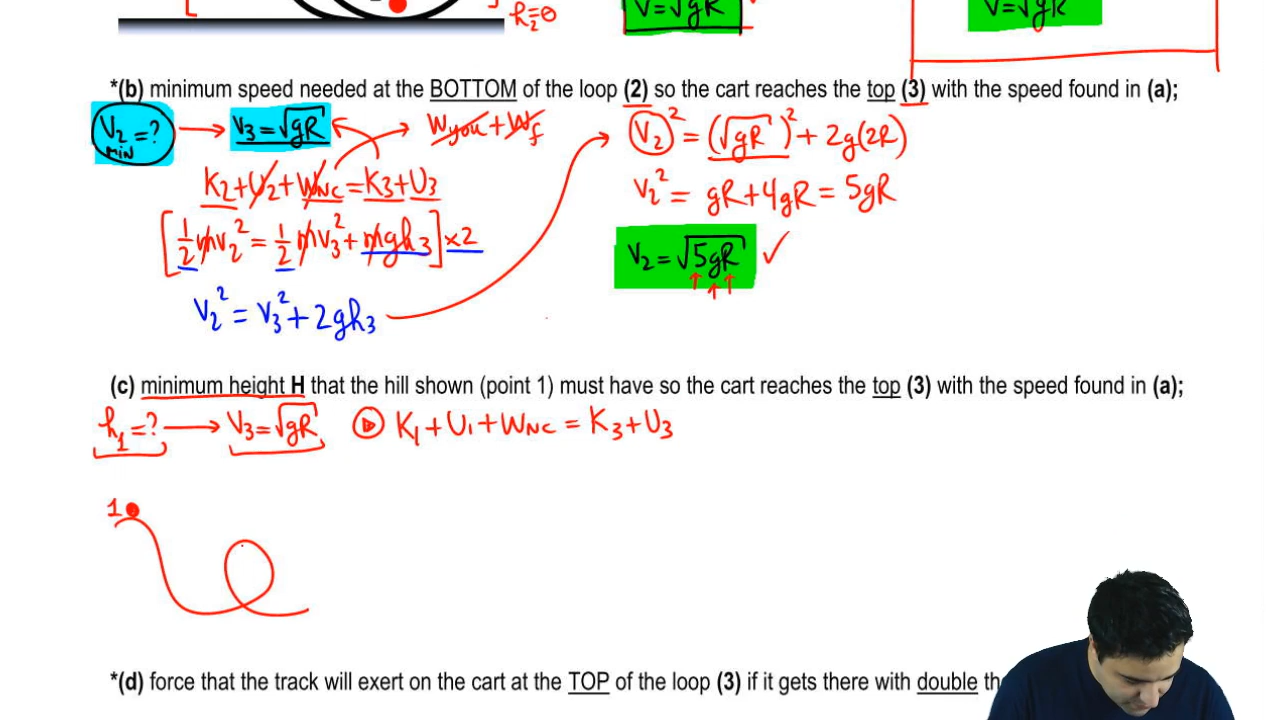 h₂=0
V=√gR
V=√gR
*(b) minimum speed needed at the BOTTOM of the loop (2) so the cart reaches the top (3) with the speed found in (a);
V₂ min =? → V₃=√gR
Wyou+Wf
K₂+U₂+WNC=K₃+U₃
[½mv₂²=½mv₃²+mgh₃]×2
V₂²=V₃²+2gh₃
(V₂)²=(√gR)²+2g(2R)
V₂²=gR+4gR=5gR
V₂=√5gR ✓
(c) minimum height H that the hill shown (point 1) must have so the cart reaches the top (3) with the speed found in (a);
h₁=? → V₃=√gR ▷ K₁+U₁+WNC=K₃+U₃
1
*(d) force that the track will exert on the cart at the TOP of the loop (3) if it gets there with double